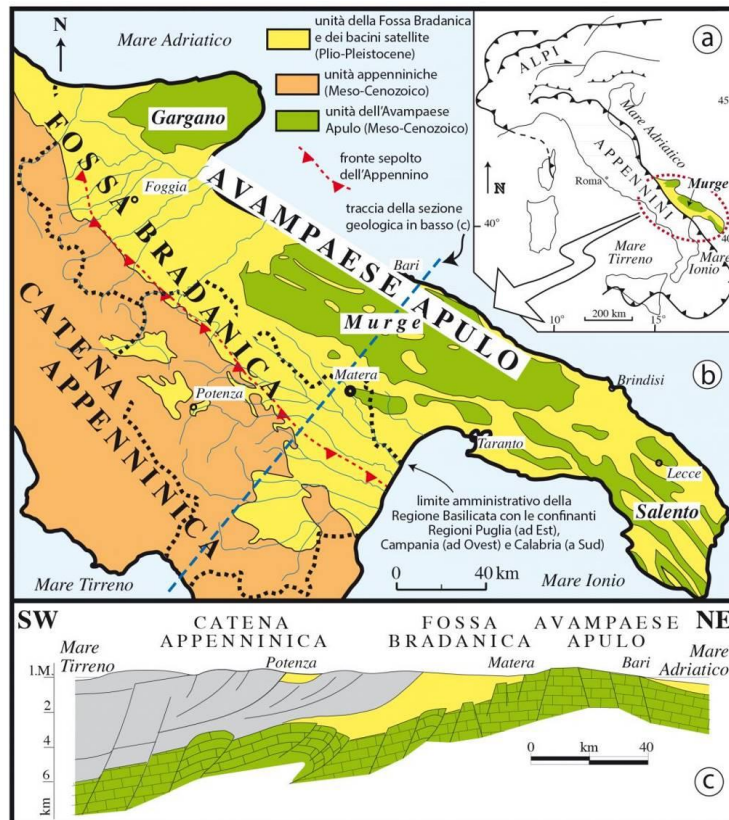 N
Mare Adriatico
unità della Fossa Bradanica
e dei bacini satellite
(Plio-Pleistocene)
unità appenniniche
(Meso-Cenozoico)
unità dell'Avampaese
Apulo (Meso-Cenozoico)
fronte sepolto
dell'Appennino
traccia della sezione
geologica in basso (c)
Gargano
Foggia
FOSSA BRADANICA
AVAMPAESE APULO
CATENA
APPENNINICA
Bari
Murge
Matera
Potenza
Taranto
Brindisi
Lecce
Salento
limite amministrativo della
Regione Basilicata con le confinanti
Regioni Puglia (ad Est),
Campania (ad Ovest) e Calabria (a Sud)
0 40 km
Mare Tirreno
Mare Ionio
b
a
ALPI
45
Mare Adriatico
APPENNINI
Murge
Roma
N
40°
40
Mare
Tirreno
Mare
Ionio
10°
200 km
15°
SW
NE
CATENA
APPENNINICA
FOSSA
BRADANICA
AVAMPAESE
APULO
Mare
Tirreno
Potenza
Matera
Bari
Mare
Adriatico
l.M.
2
4
6
km
0 km 40
c